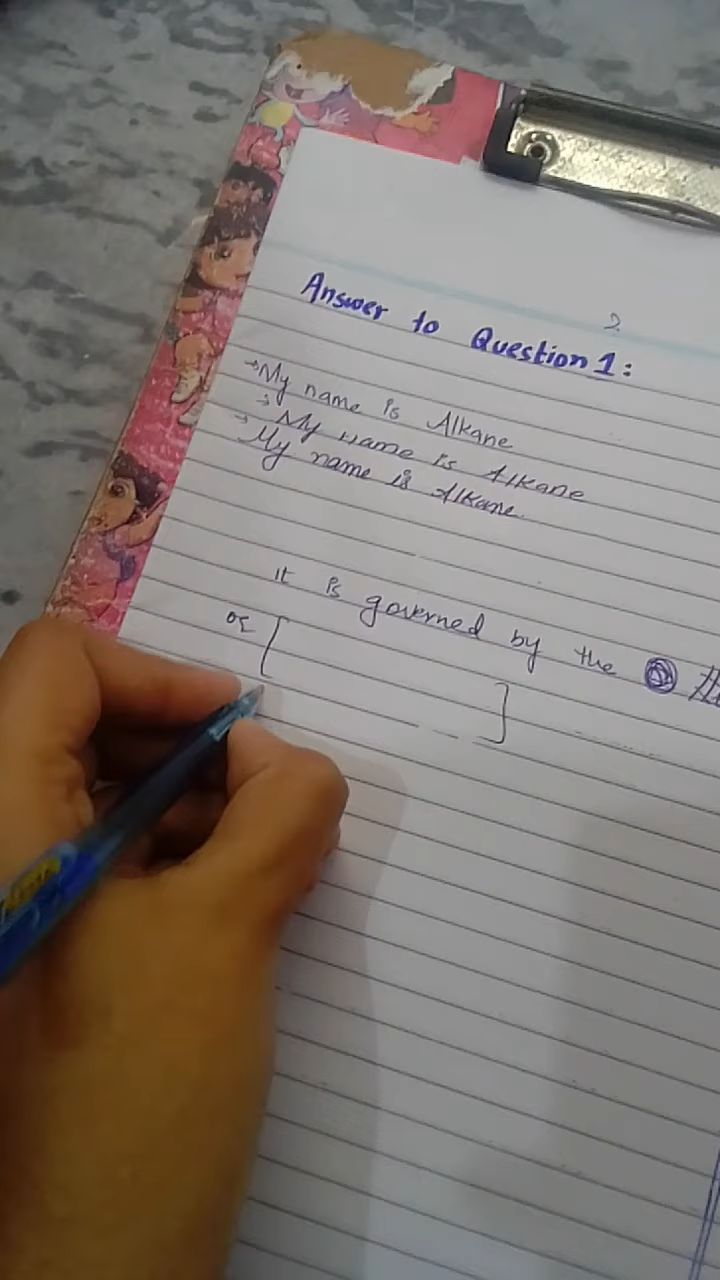 2
Answer to Question 1:
→My name is Alkane
→ My name is Alkane
→ My name is Alkane.
it is governed by the
or [
]